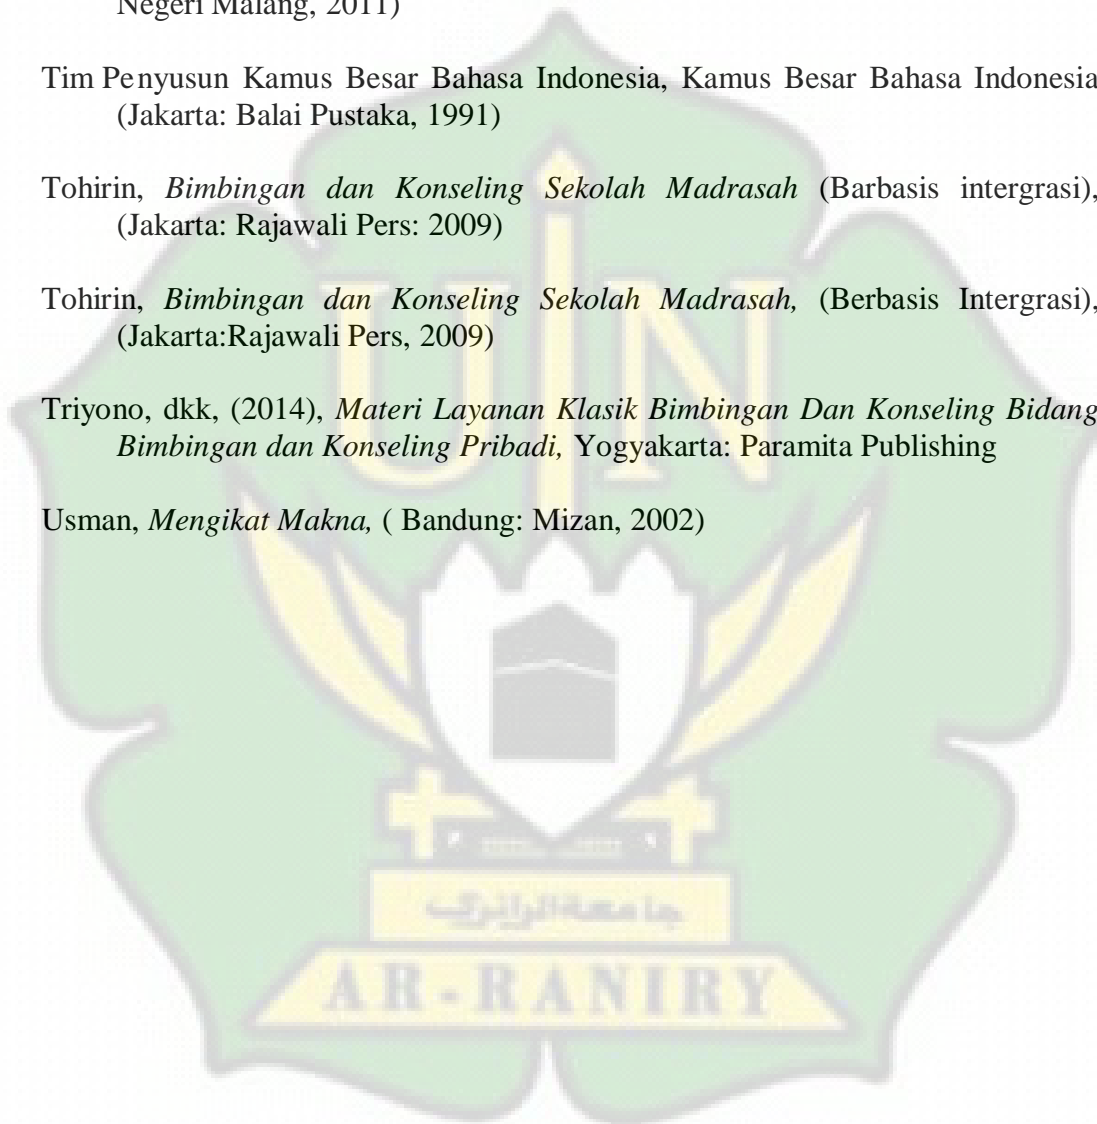 Negeri Malang, 2011)
Tim Penyusun Kamus Besar Bahasa Indonesia, Kamus Besar Bahasa Indonesia
(Jakarta: Balai Pustaka, 1991)
Tohirin, Bimbingan dan Konseling Sekolah Madrasah (Barbasis intergrasi),
(Jakarta: Rajawali Pers: 2009)
Tohirin, Bimbingan dan Konseling Sekolah Madrasah, (Berbasis Intergrasi),
(Jakarta:Rajawali Pers, 2009)
Triyono, dkk, (2014), Materi Layanan Klasik Bimbingan Dan Konseling Bidang
Bimbingan dan Konseling Pribadi, Yogyakarta: Paramita Publishing
Usman, Mengikat Makna, ( Bandung: Mizan, 2002)
UIN
جامعة الرانري
AR-RANIRY